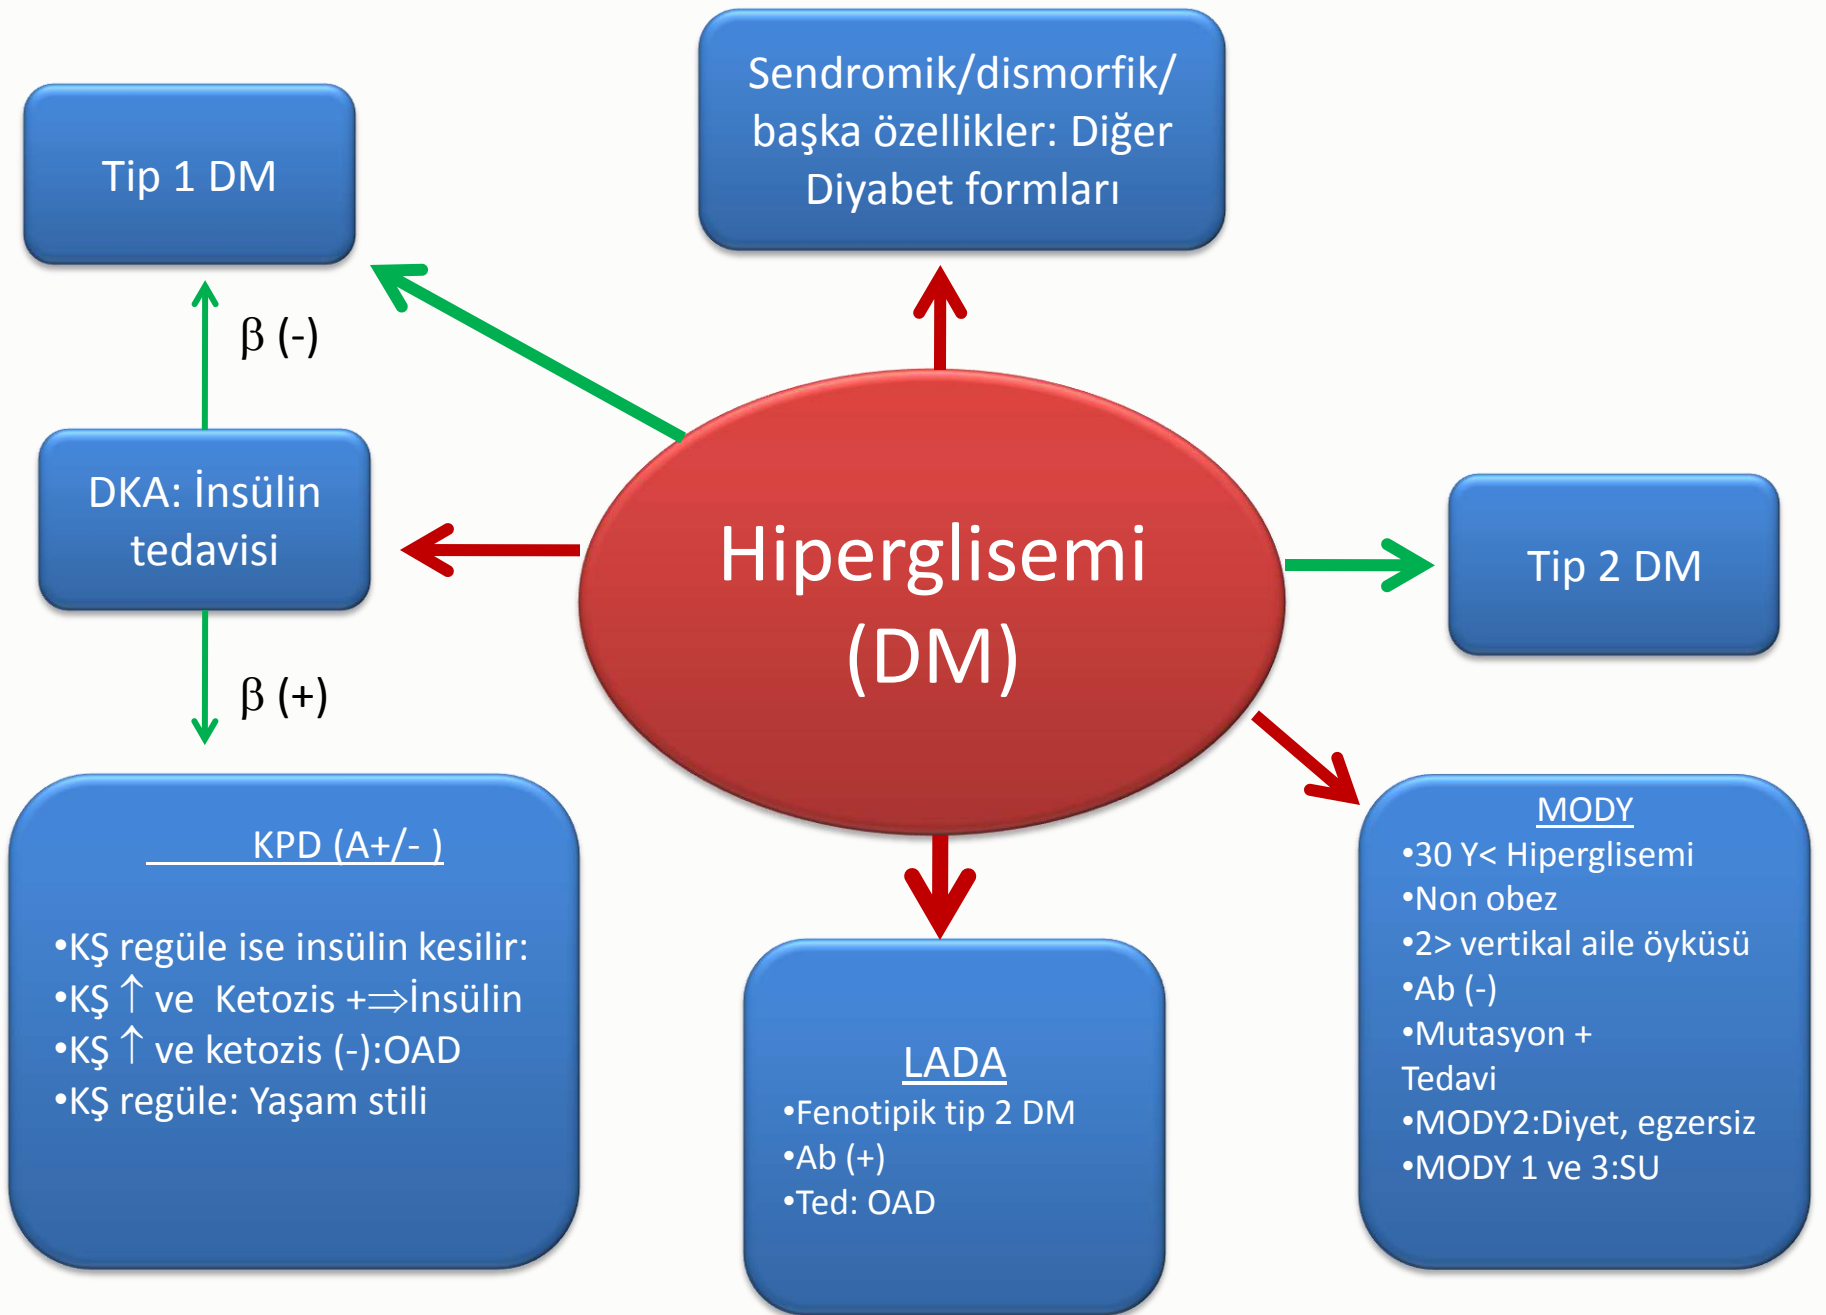 Sendromik/dismorfik/
başka özellikler: Diğer
Diyabet formları
Tip 1 DM
β (-)
DKA: İnsülin
tedavisi
β (+)
Hiperglisemi
(DM)
Tip 2 DM
KPD (A+/- )
•KŞ regüle ise insülin kesilir:
•KŞ ↑ ve  Ketozis +⇒İnsülin
•KŞ ↑ ve ketozis (-):OAD
•KŞ regüle: Yaşam stili
LADA
•Fenotipik tip 2 DM
•Ab (+)
•Ted: OAD
MODY
•30 Y< Hiperglisemi
•Non obez
•2> vertikal aile öyküsü
•Ab (-)
•Mutasyon +
Tedavi
•MODY2:Diyet, egzersiz
•MODY 1 ve 3:SU